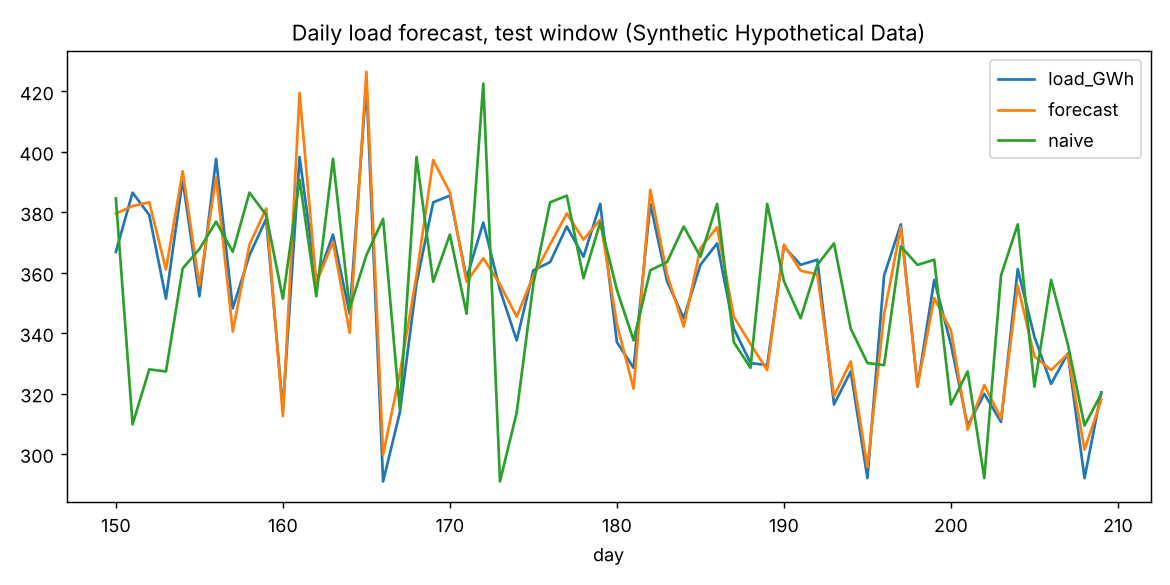 Daily load forecast, test window (Synthetic Hypothetical Data)
load_GWh
forecast
naive
420
400
380
360
340
320
300
150 160 170 180 190 200 210
day